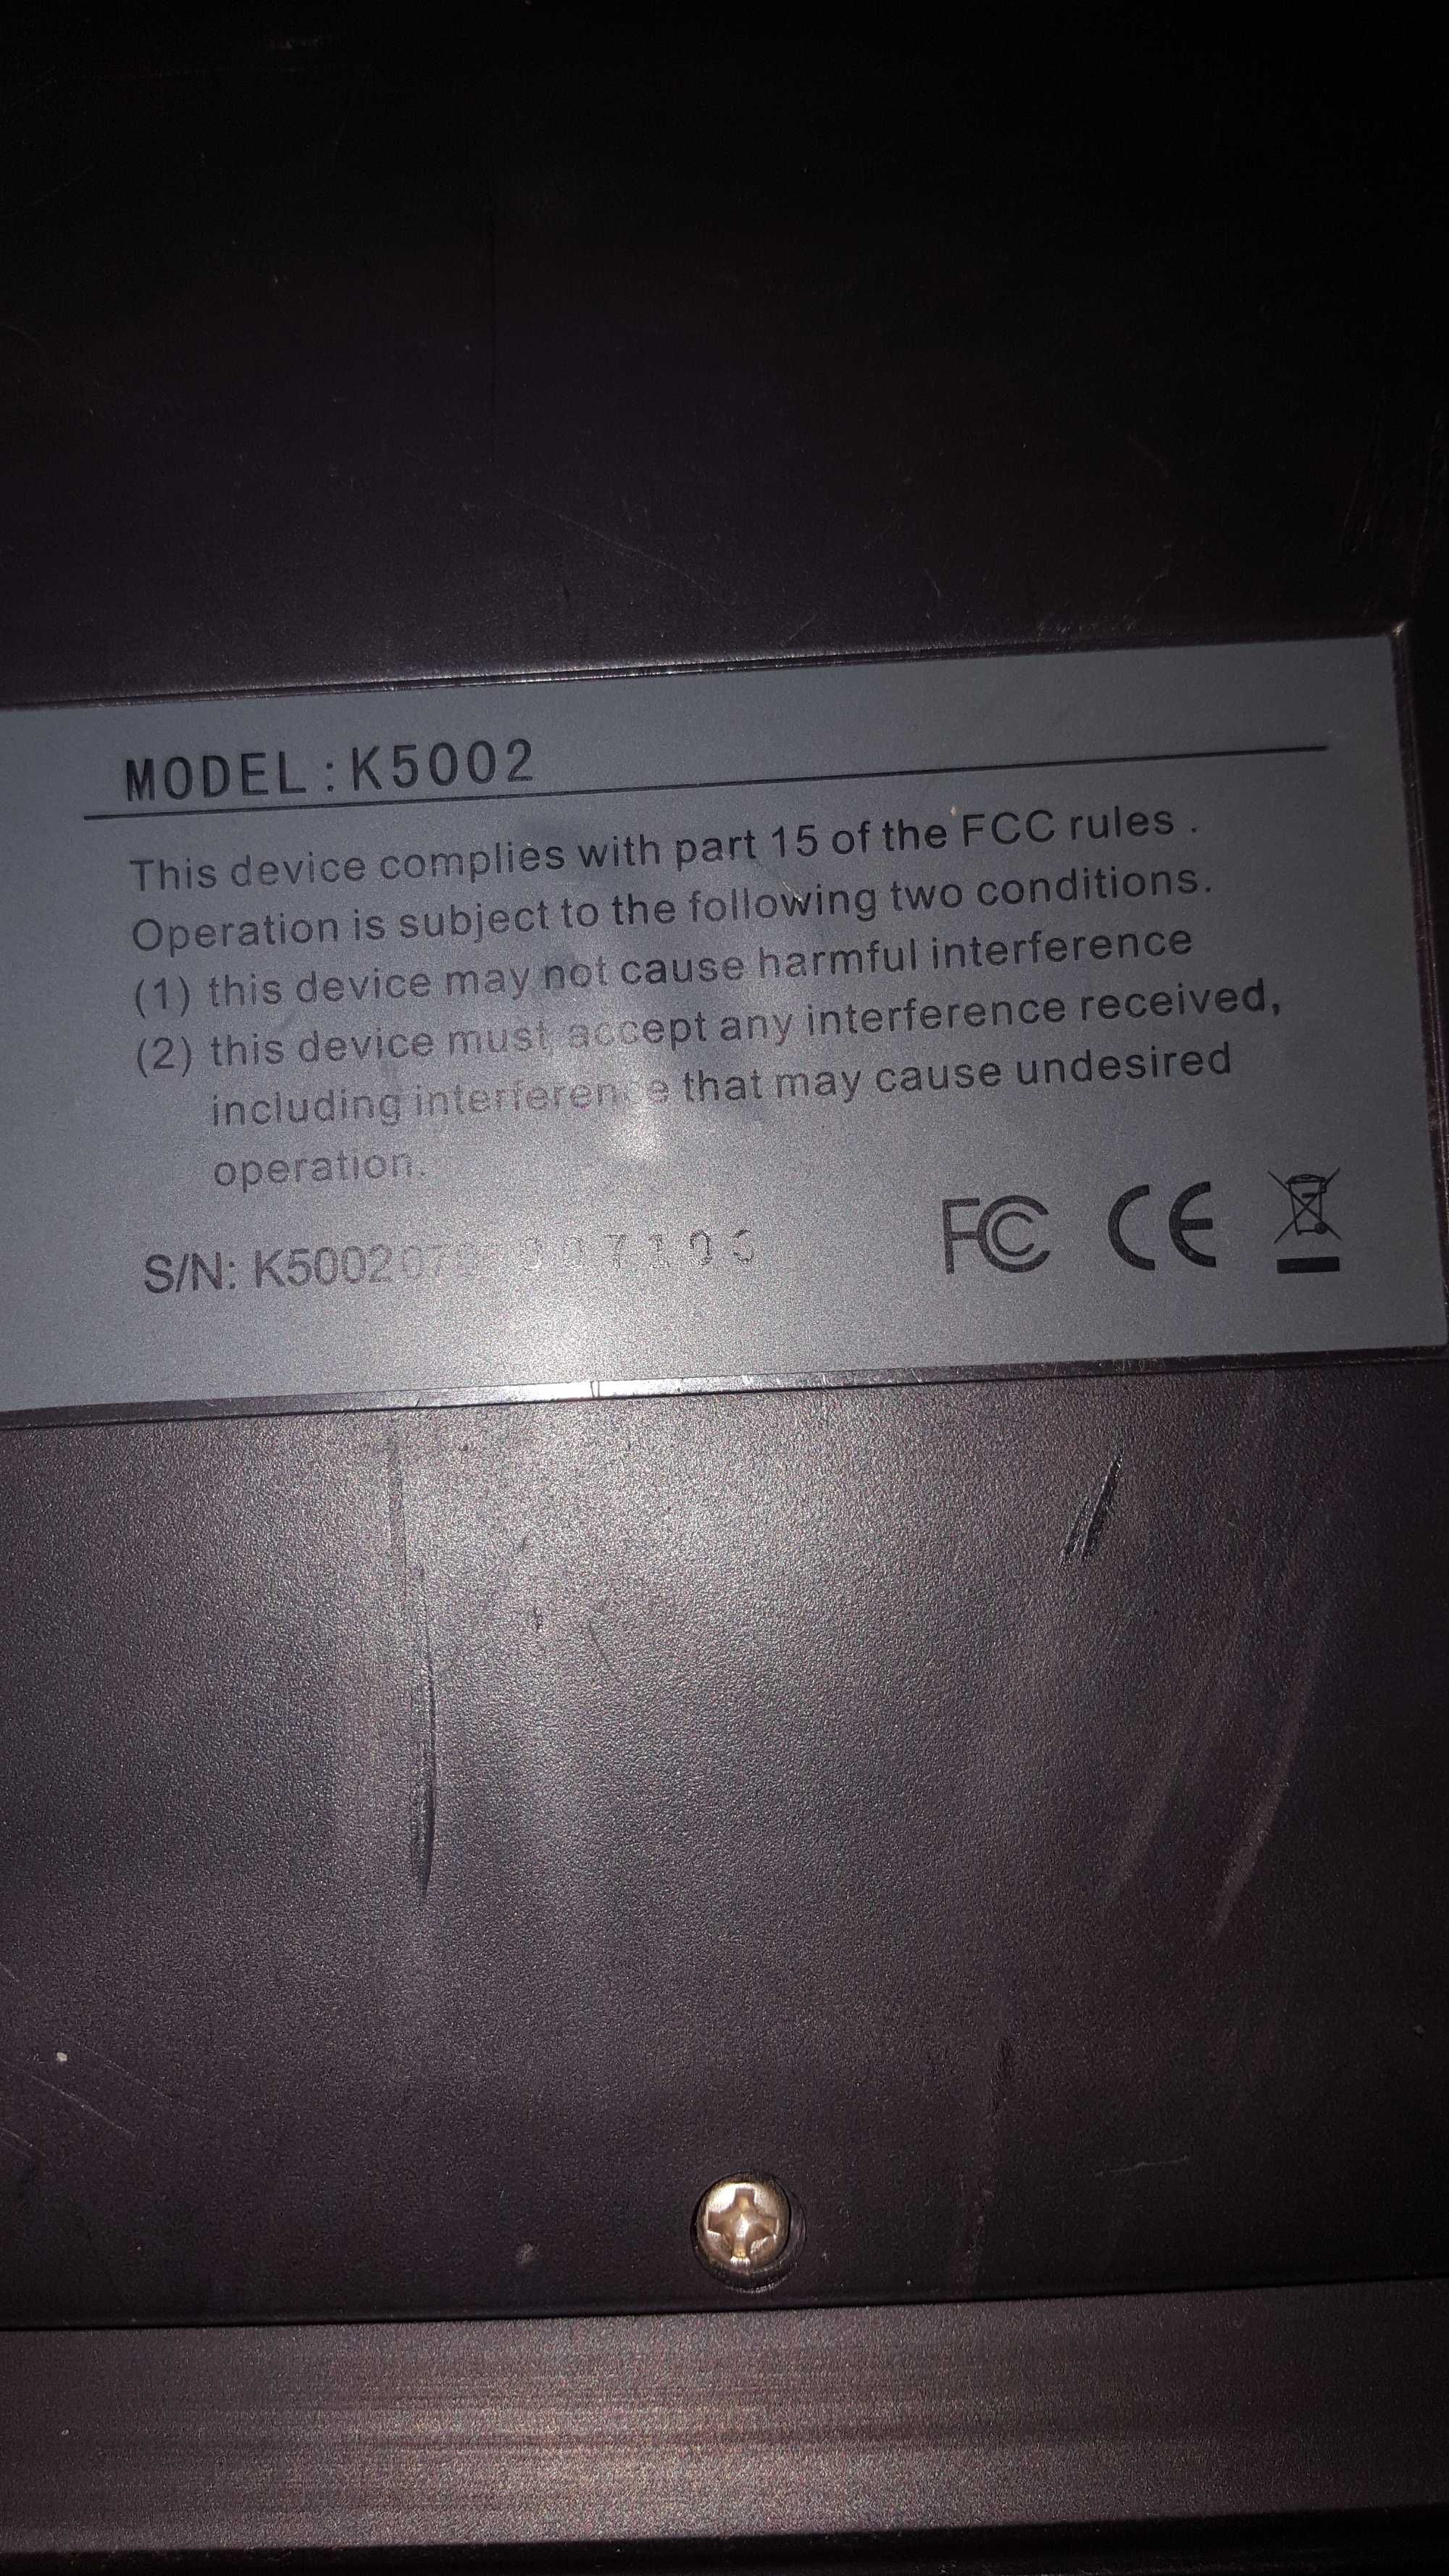 MODEL:K5002
This device complies with part 15 of the FCC rules .
Operation is subject to the following two conditions.
(1) this device may not cause harmful interference
(2) this device must accept any interference received,
including interference that may cause undesired
operation.
S/N:
FC CE